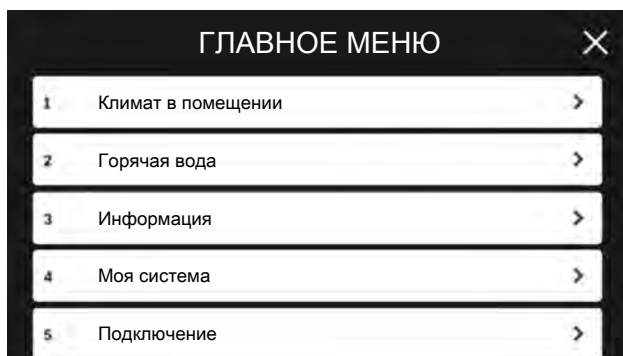 ГЛАВНОЕ МЕНЮ
1 Климат в помещении
2 Горячая вода
3 Информация
4 Моя система
5 Подключение